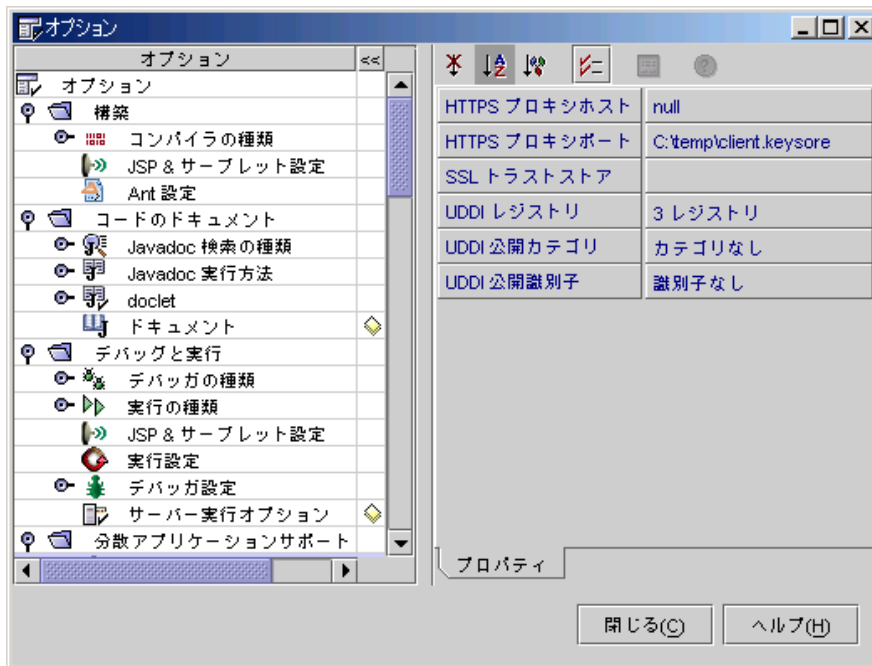 オプション
オプション <<
オプション
構築
コンパイラの種類
JSP & サーブレット設定
Ant 設定
コードのドキュメント
Javadoc 検索の種類
Javadoc 実行方法
doclet
ドキュメント
デバッグと実行
デバッガの種類
実行の種類
JSP & サーブレット設定
実行設定
デバッガ設定
サーバー実行オプション
分散アプリケーションサポート
HTTPS プロキシホスト null
HTTPS プロキシポート C:\temp\client.keysore
SSL トラストストア
UDDI レジストリ 3 レジストリ
UDDI 公開カテゴリ カテゴリなし
UDDI 公開識別子 識別子なし
プロパティ
閉じる(C) ヘルプ(H)